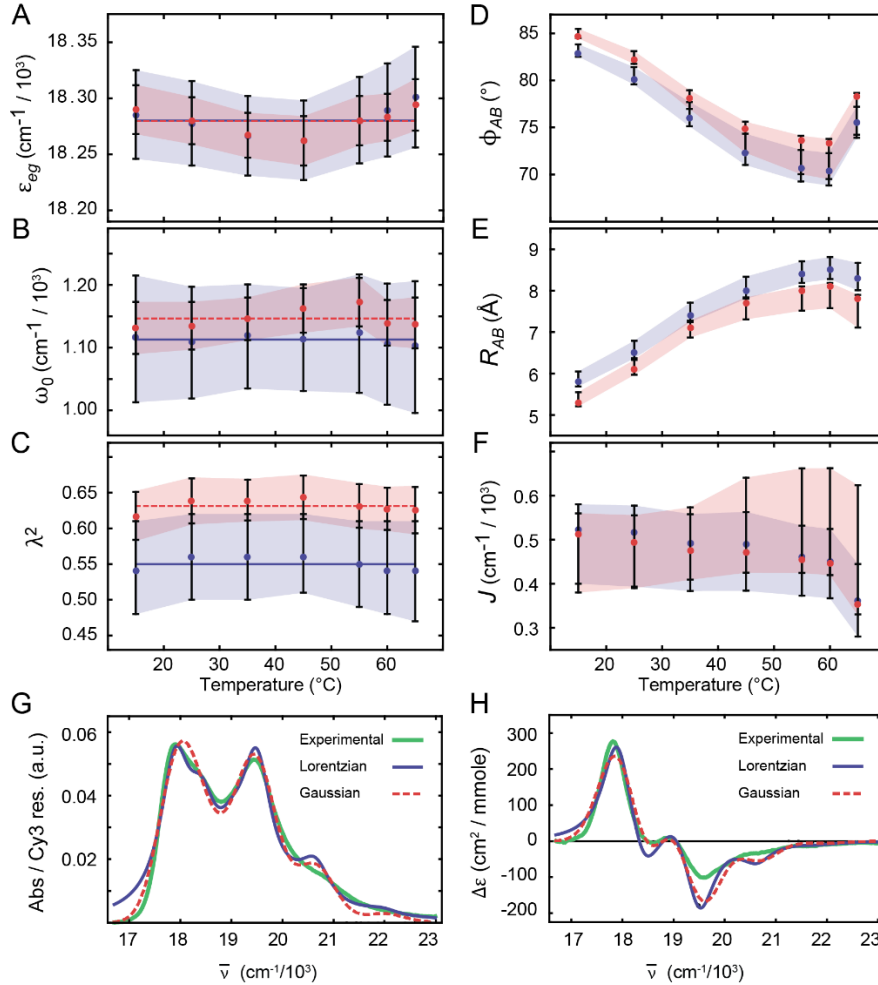 A
18.35
18.30
18.25
18.20
ε_eg (cm⁻¹ / 10³)
B
1.20
1.10
1.00
ω₀ (cm⁻¹ / 10³)
C
0.65
0.60
0.55
0.50
0.45
λ²
20 30 40 50 60
Temperature (°C)
D
85
80
75
70
ϕ_AB (°)
E
9
8
7
6
5
R_AB (Å)
F
0.6
0.5
0.4
0.3
J (cm⁻¹ / 10³)
20 30 40 50 60
Temperature (°C)
G
0.06
0.04
0.02
Abs / Cy3 res. (a.u.)
Experimental
Lorentzian
Gaussian
17 18 19 20 21 22 23
ν̅ (cm⁻¹/10³)
H
300
200
100
0
-100
-200
Δε (cm² / mmole)
Experimental
Lorentzian
Gaussian
17 18 19 20 21 22 23
ν̅ (cm⁻¹/10³)